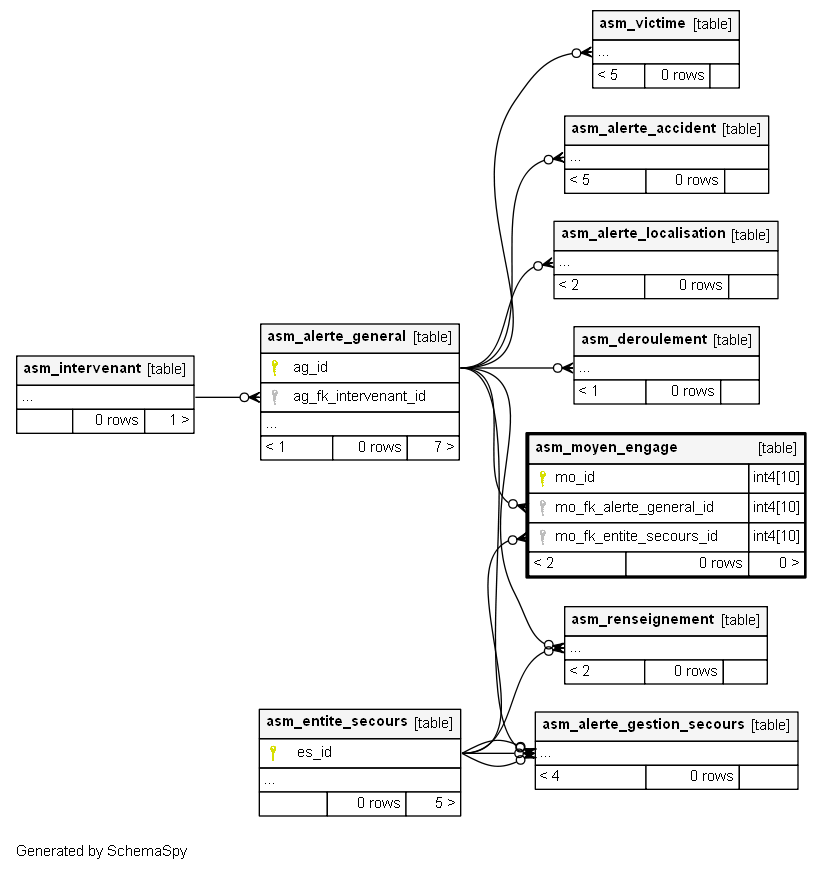 asm_victime [table]
...
< 5 0 rows
asm_alerte_accident [table]
...
< 5 0 rows
asm_alerte_localisation [table]
...
< 2 0 rows
asm_alerte_general [table]
ag_id
ag_fk_intervenant_id
...
< 1 0 rows 7 >
asm_intervenant [table]
...
0 rows 1 >
asm_deroulement [table]
...
< 1 0 rows
asm_moyen_engage [table]
mo_id int4[10]
mo_fk_alerte_general_id int4[10]
mo_fk_entite_secours_id int4[10]
< 2 0 rows 0 >
asm_renseignement [table]
...
< 2 0 rows
asm_entite_secours [table]
es_id
...
0 rows 5 >
asm_alerte_gestion_secours [table]
...
< 4 0 rows
Generated by SchemaSpy